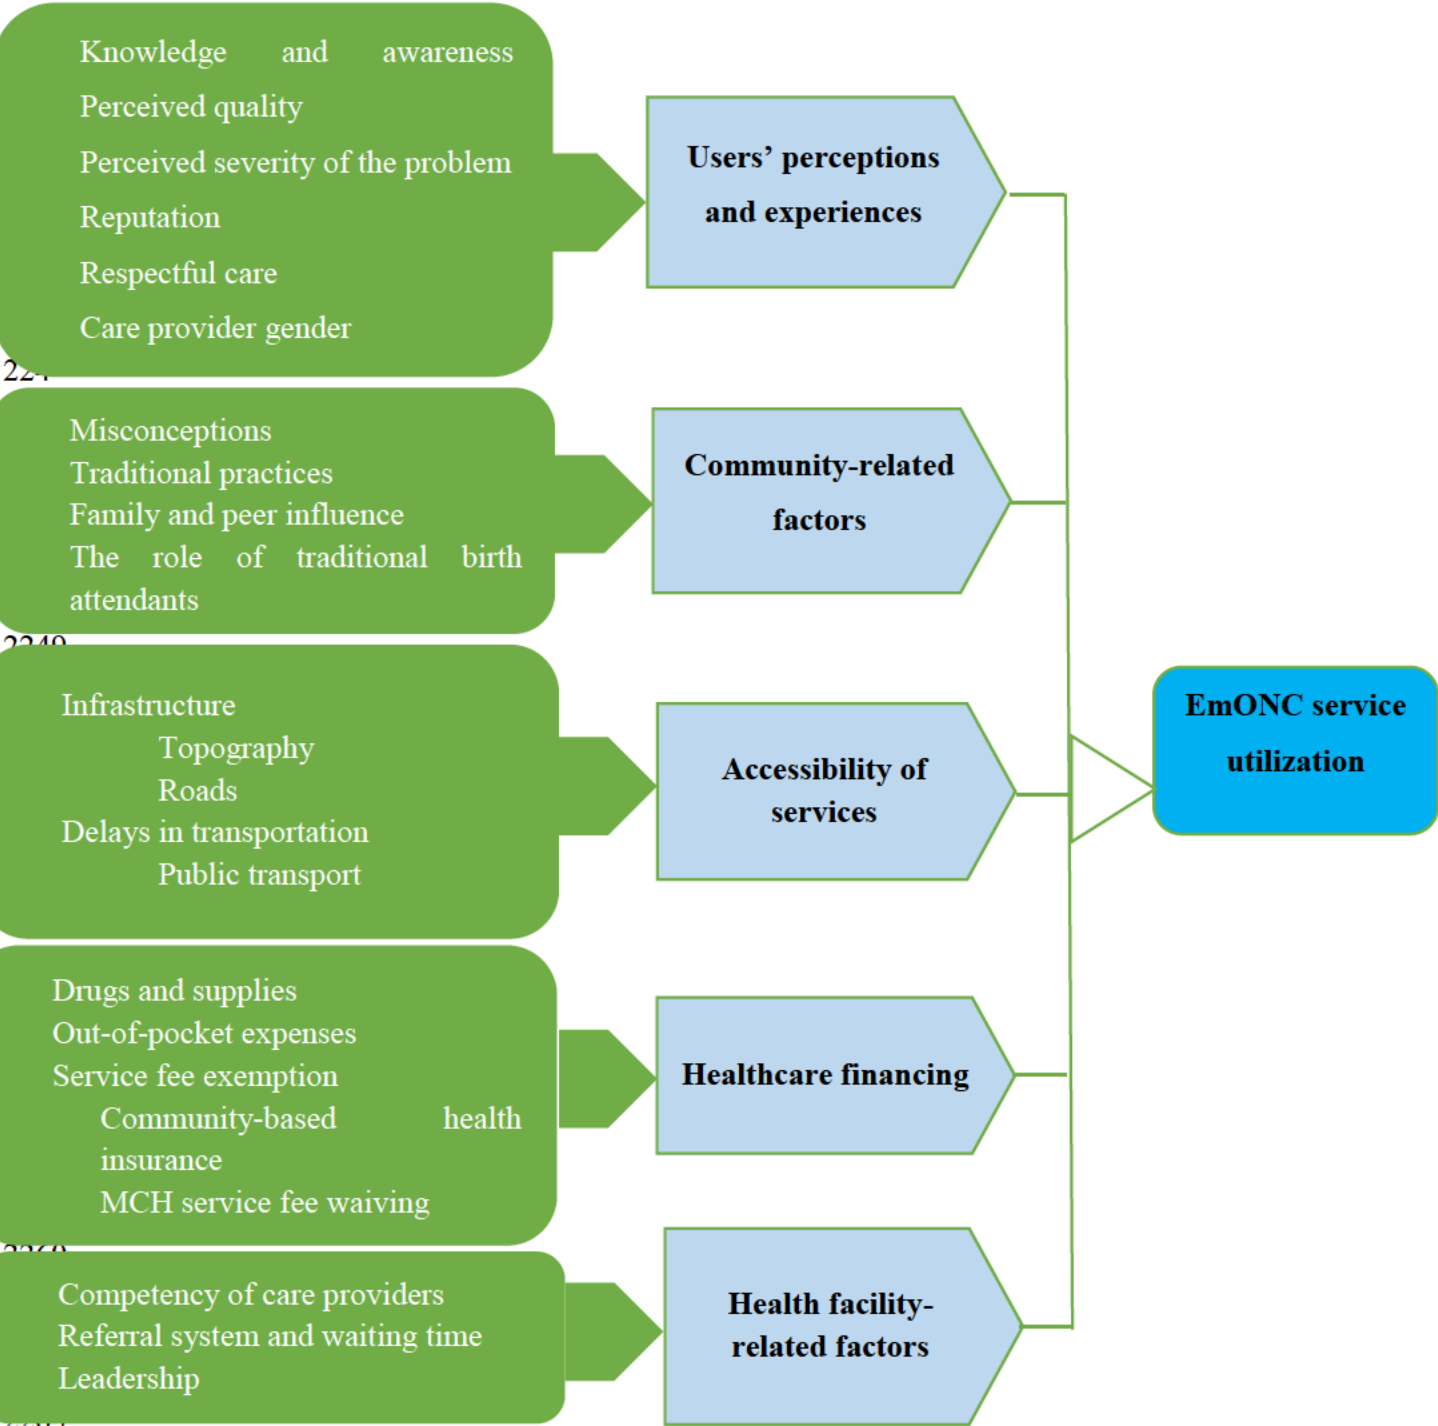 Knowledge and awareness
Perceived quality
Perceived severity of the problem
Reputation
Respectful care
Care provider gender
Users’ perceptions
and experiences
Misconceptions
Traditional practices
Family and peer influence
The role of traditional birth
attendants
Community-related
factors
Infrastructure
Topography
Roads
Delays in transportation
Public transport
Accessibility of
services
EmONC service
utilization
Drugs and supplies
Out-of-pocket expenses
Service fee exemption
Community-based health
insurance
MCH service fee waiving
Healthcare financing
Competency of care providers
Referral system and waiting time
Leadership
Health facility-
related factors